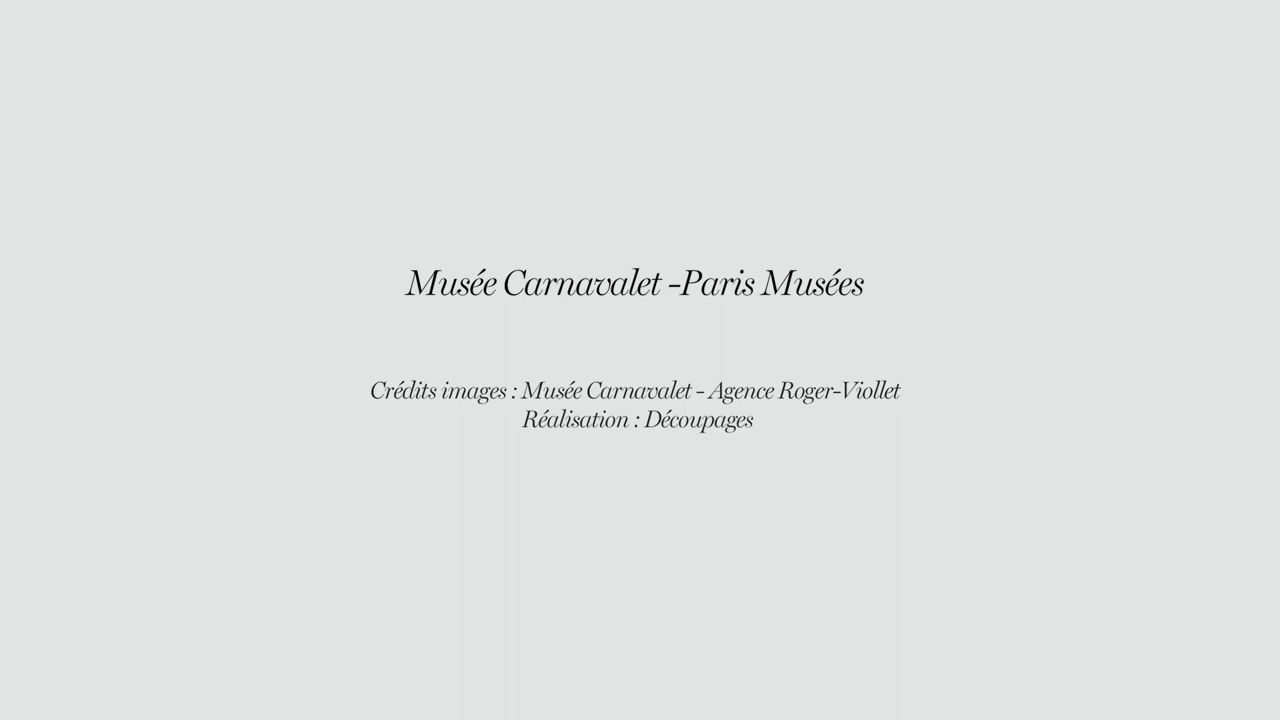 Musée Carnavalet -Paris Musées
Crédits images : Musée Carnavalet - Agence Roger-Viollet
Réalisation : Découpages